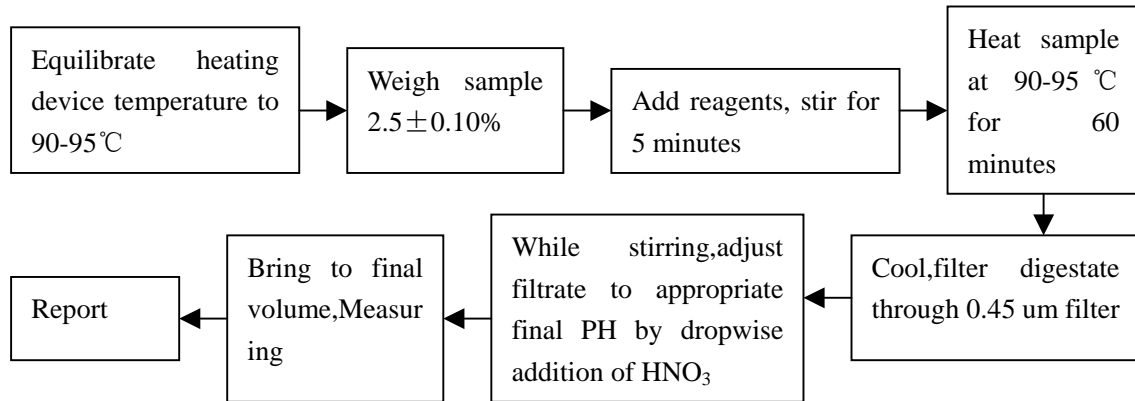 Equilibrate heating
device temperature to
90-95℃
Weigh sample
2.5±0.10%
Add reagents, stir for
5 minutes
Heat sample
at 90-95 ℃
for 60
minutes
Cool,filter digestate
through 0.45 um filter
While stirring,adjust
filtrate to appropriate
final PH by dropwise
addition of HNO₃
Bring to final
volume,Measur
ing
Report